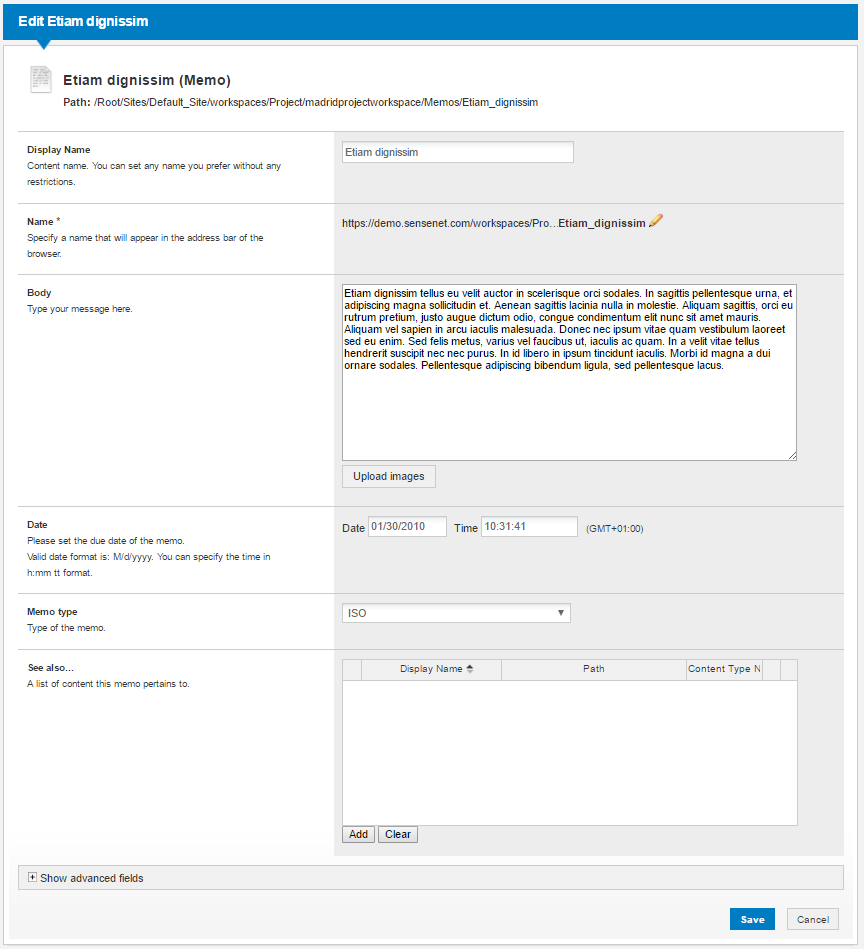 Edit Etiam dignissim
Etiam dignissim (Memo)
Path: /Root/Sites/Default_Site/workspaces/Project/madridprojectworkspace/Memos/Etiam_dignissim
Display Name
Content name. You can set any name you prefer without any
restrictions.
Etiam dignissim
Name *
Specify a name that will appear in the address bar of the
browser.
https://demo.sensenet.com/workspaces/Pro...Etiam_dignissim
Body
Type your message here.
Etiam dignissim tellus eu velit auctor in scelerisque orci sodales. In sagittis pellentesque urna, et
adipiscing magna sollicitudin et. Aenean sagittis lacinia nulla in molestie. Aliquam sagittis, orci eu
rutrum pretium, justo augue dictum odio, congue condimentum elit nunc sit amet mauris.
Aliquam vel sapien in arcu iaculis malesuada. Donec nec ipsum vitae quam vestibulum laoreet
sed eu enim. Sed felis metus, varius vel faucibus ut, iaculis ac quam. In a velit vitae tellus
hendrerit suscipit nec nec purus. In id libero in ipsum tincidunt iaculis. Morbi id magna a dui
ornare sodales. Pellentesque adipiscing bibendum ligula, sed pellentesque lacus.
Upload images
Date
Please set the due date of the memo.
Valid date format is: M/d/yyyy. You can specify the time in
h:mm tt format.
Date 01/30/2010 Time 10:31:41 (GMT+01:00)
Memo type
Type of the memo.
ISO
See also...
A list of content this memo pertains to.
Display Name Path Content Type N
Add Clear
Show advanced fields
Save Cancel